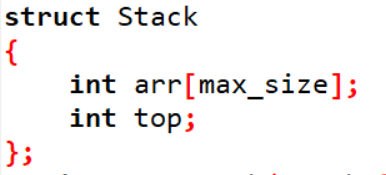 struct Stack
{
    int arr[max_size];
    int top;
};